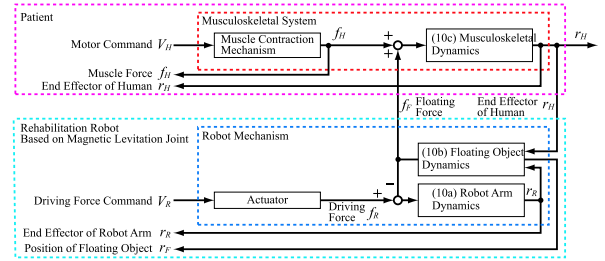 Patient
Musculoskeletal System
Motor Command V_H
Muscle Contraction
Mechanism
f_H
+
+
(10c) Musculoskeletal
Dynamics
r_H
Muscle Force f_H
End Effector of Human r_H
f_F Floating
Force
End Effector
of Human r_H
Rehabilitation Robot
Based on Magnetic Levitation Joint
Robot Mechanism
(10b) Floating Object
Dynamics
Driving Force Command V_R
Actuator
Driving
Force f_R
+
−
(10a) Robot Arm
Dynamics
r_R
End Effector of Robot Arm r_R
Position of Floating Object r_F